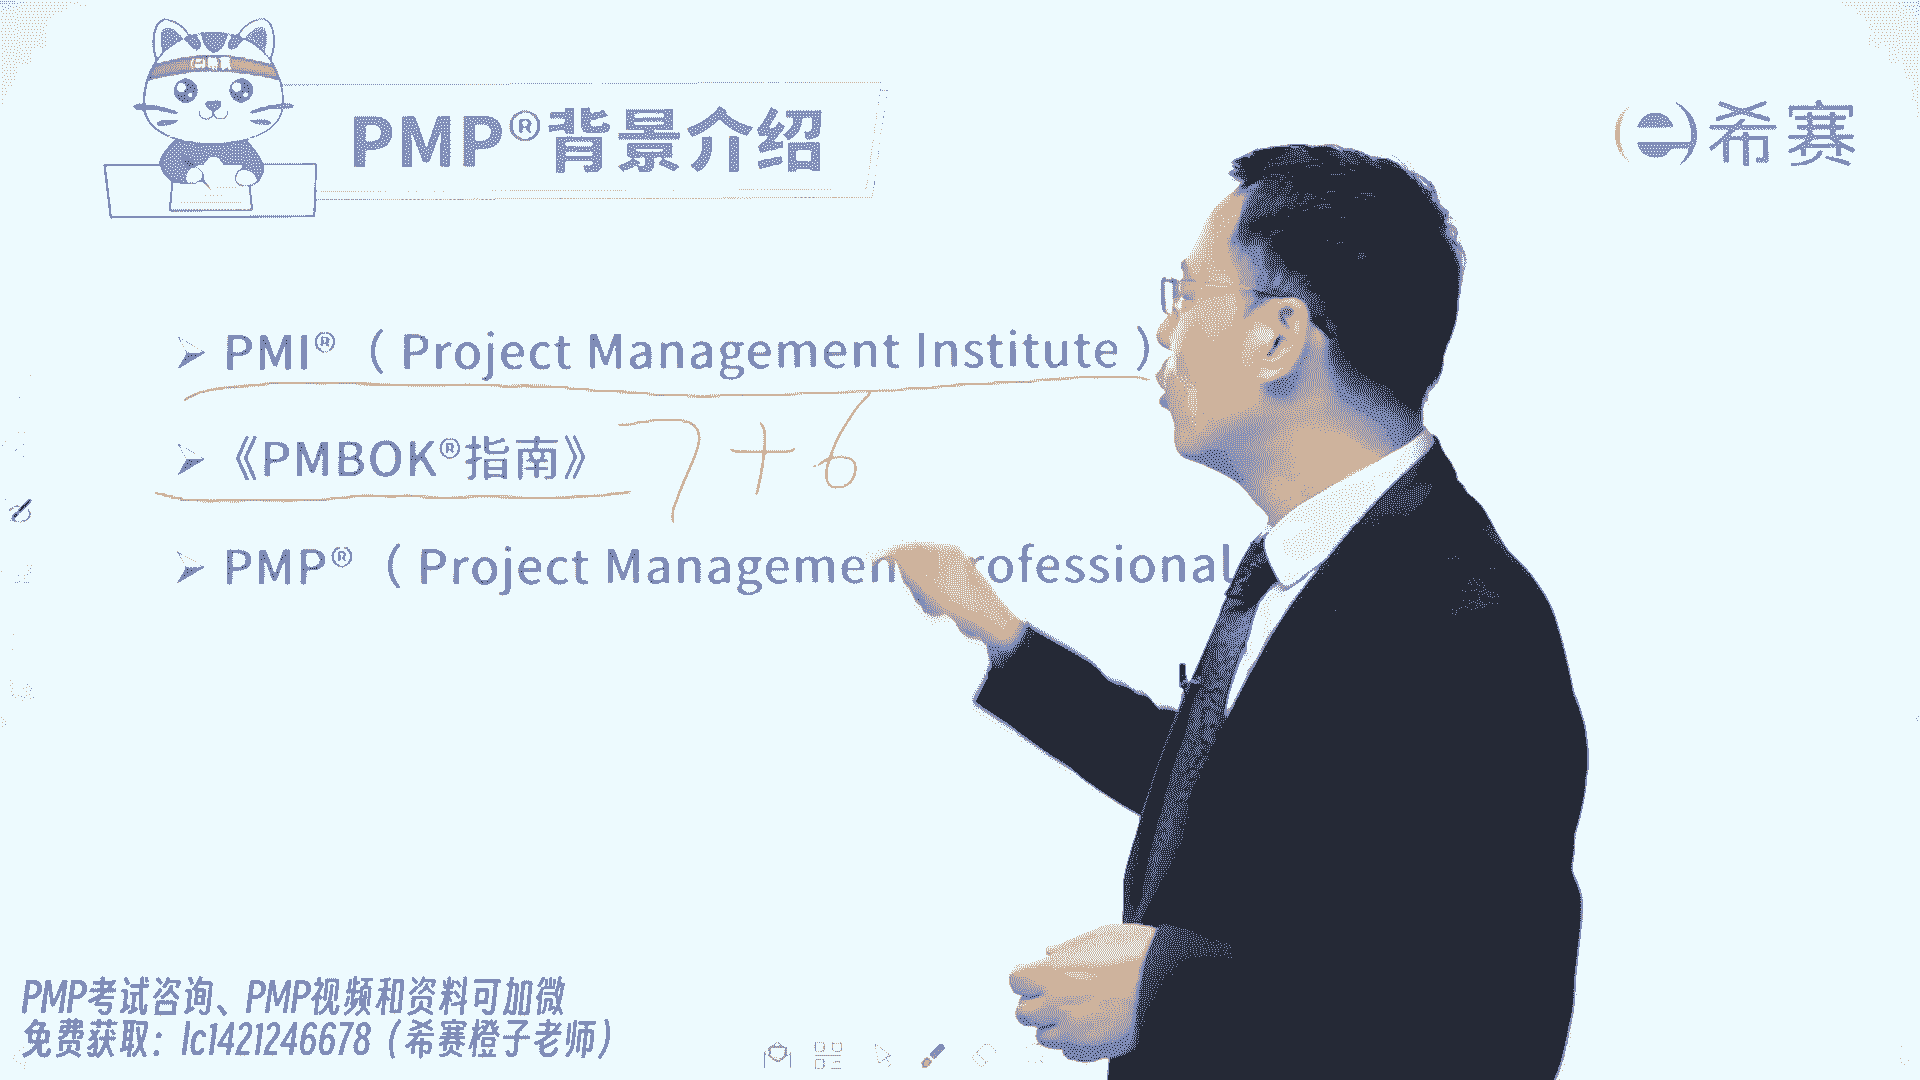 PMP®背景介绍
希赛
PMI®（Project Management Institute）
《PMBOK®指南》 7+6
PMP®（Project Managemen rofessional
PMP考试咨询、PMP视频和资料可加微
免费获取：lc1421246678（希赛橙子老师）